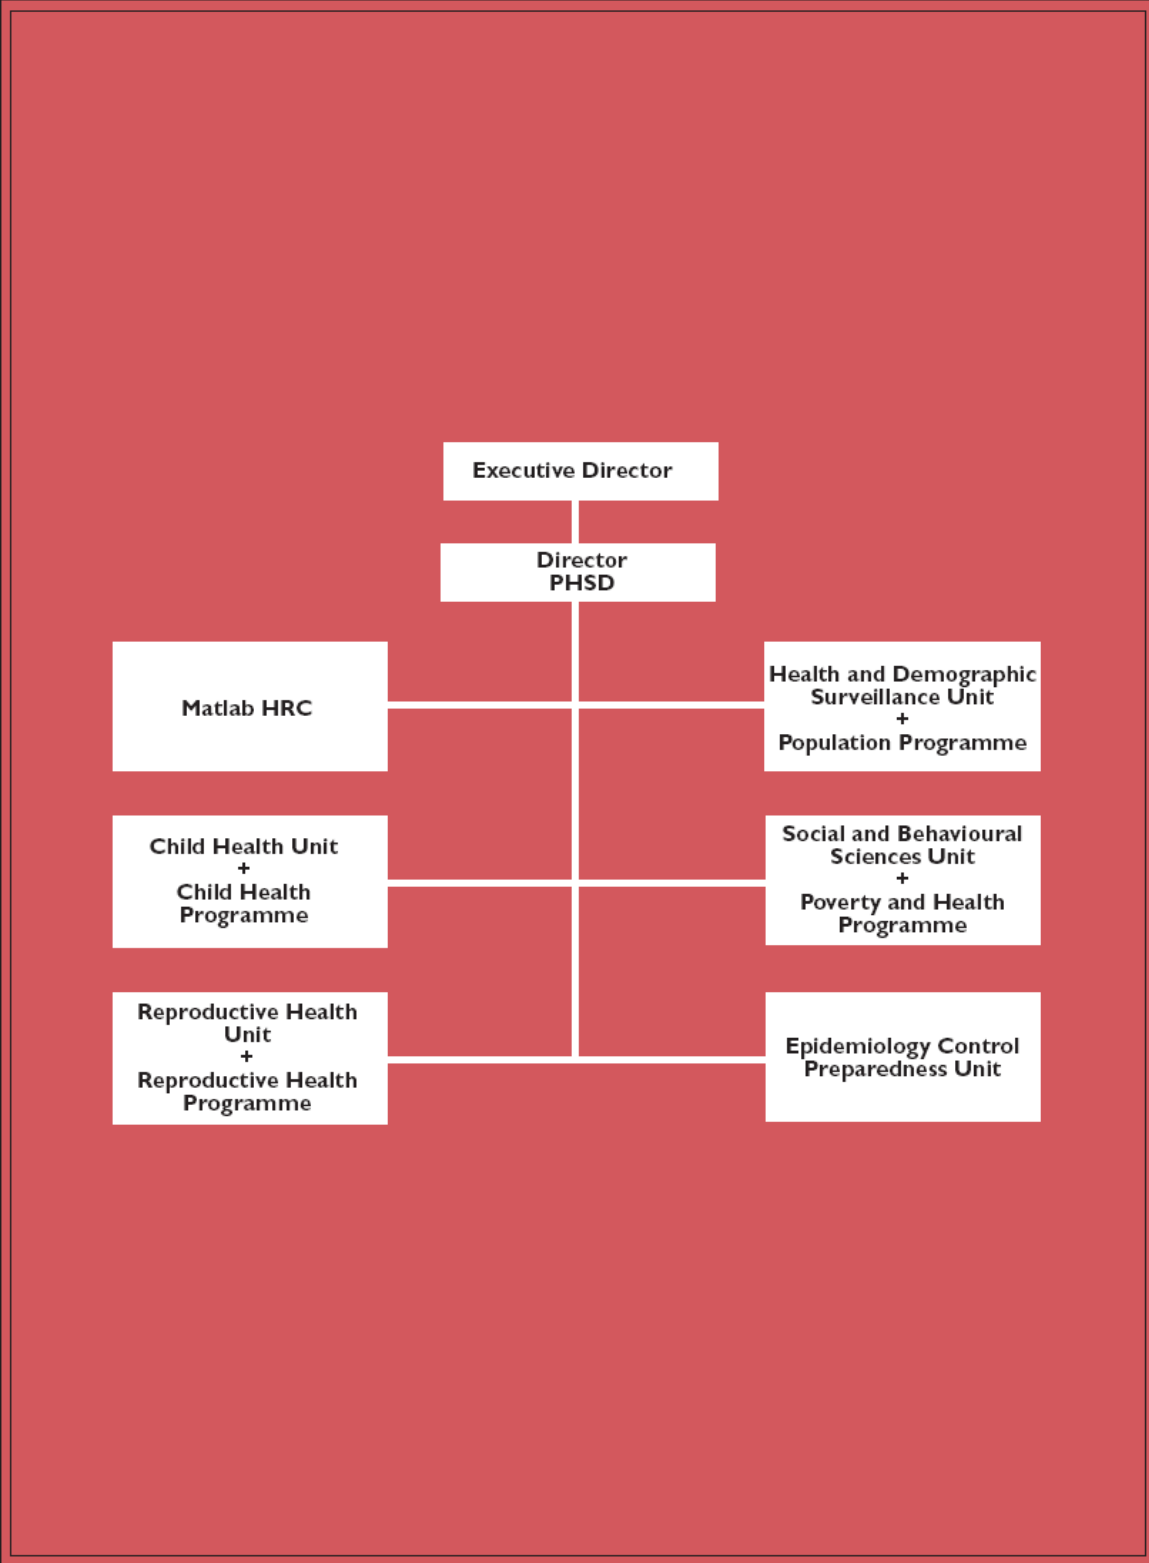 Executive Director
Director
PHSD
Matlab HRC
Health and Demographic
Surveillance Unit
+
Population Programme
Child Health Unit
+
Child Health
Programme
Social and Behavioural
Sciences Unit
+
Poverty and Health
Programme
Reproductive Health
Unit
+
Reproductive Health
Programme
Epidemiology Control
Preparedness Unit